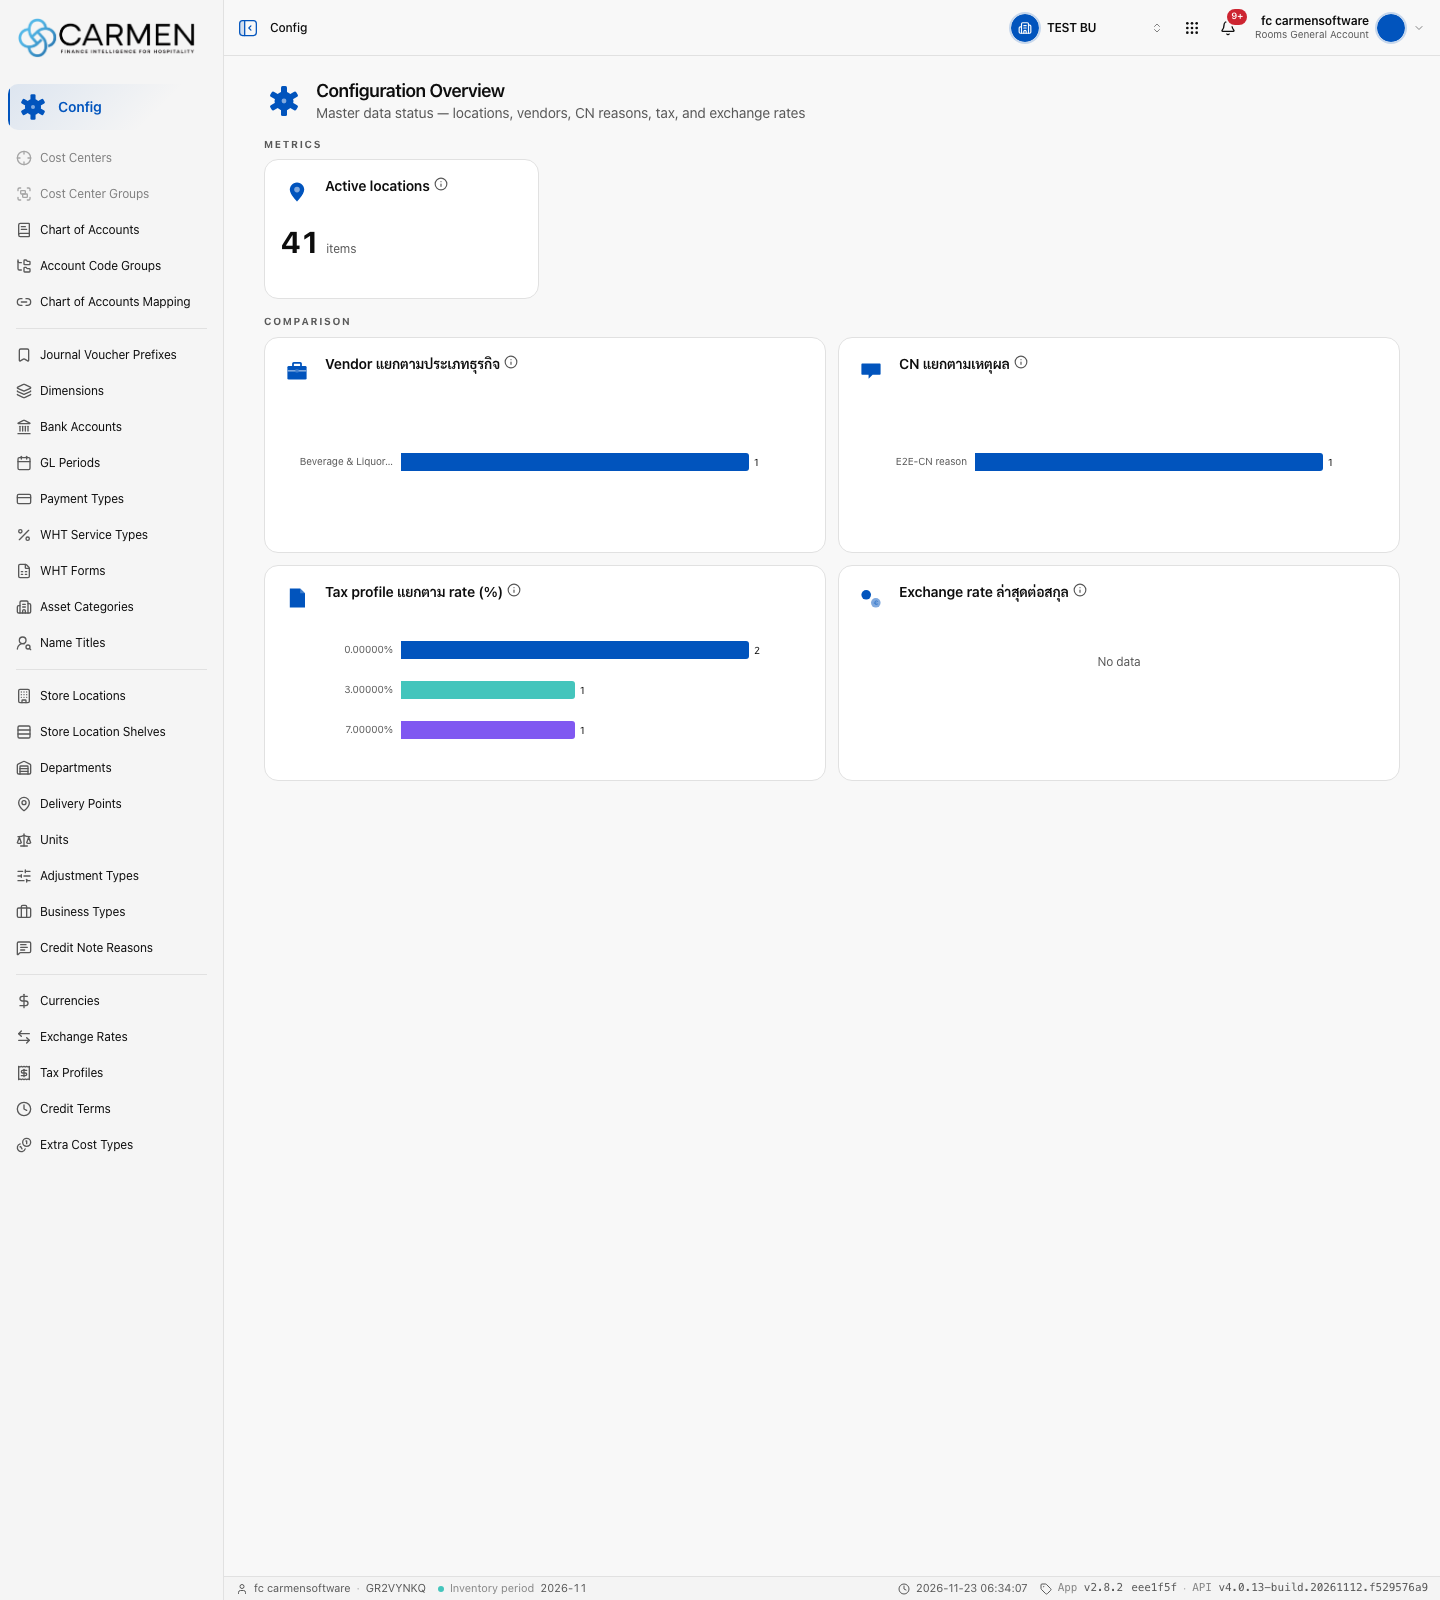 CARMEN
FINANCE INTELLIGENCE FOR HOSPITALITY
Config
Cost Centers
Cost Center Groups
Chart of Accounts
Account Code Groups
Chart of Accounts Mapping
Journal Voucher Prefixes
Dimensions
Bank Accounts
GL Periods
Payment Types
WHT Service Types
WHT Forms
Asset Categories
Name Titles
Store Locations
Store Location Shelves
Departments
Delivery Points
Units
Adjustment Types
Business Types
Credit Note Reasons
Currencies
Exchange Rates
Tax Profiles
Credit Terms
Extra Cost Types
Config
TEST BU
9+
fc carmensoftware
Rooms General Account
Configuration Overview
Master data status — locations, vendors, CN reasons, tax, and exchange rates
METRICS
Active locations
41 items
COMPARISON
Vendor แยกตามประเภทธุรกิจ
Beverage & Liquor... 1
CN แยกตามเหตุผล
E2E-CN reason 1
Tax profile แยกตาม rate (%)
0.00000% 2
3.00000% 1
7.00000% 1
Exchange rate ล่าสุดต่อสกุล
No data
fc carmensoftware · GR2VYNKQ Inventory period 2026-11
2026-11-23 06:34:07 App v2.8.2 eee1f5f · API v4.0.13-build.20261112.f529576a9